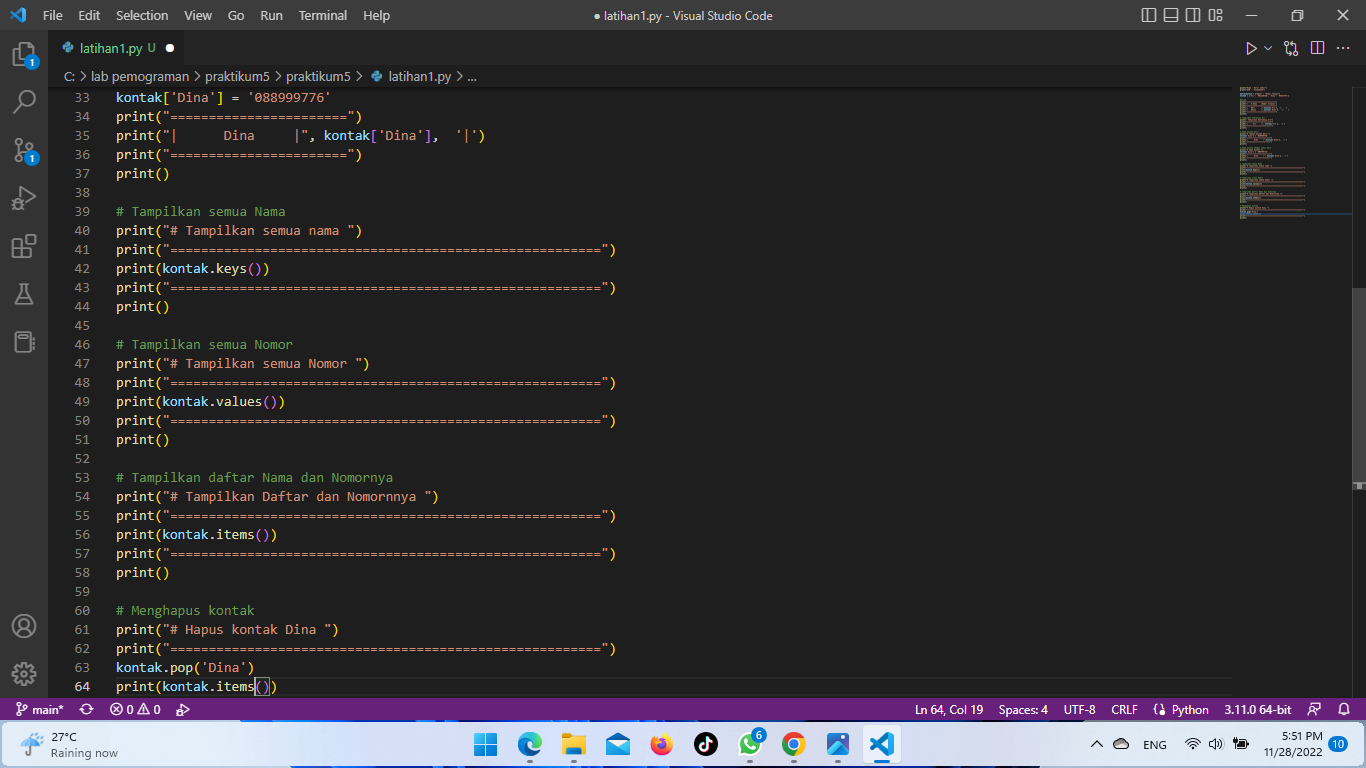 File Edit Selection View Go Run Terminal Help ● latihan1.py - Visual Studio Code
latihan1.py U ●
C: > lab pemograman > praktikum5 > praktikum5 > latihan1.py > ...
33 kontak['Dina'] = '088999776'
34 print("=======================")
35 print("|      Dina     |", kontak['Dina'],  '|')
36 print("=======================")
37 print()
38
39 # Tampilkan semua Nama
40 print("# Tampilkan semua nama ")
41 print("========================================================")
42 print(kontak.keys())
43 print("========================================================")
44 print()
45
46 # Tampilkan semua Nomor
47 print("# Tampilkan semua Nomor ")
48 print("========================================================")
49 print(kontak.values())
50 print("========================================================")
51 print()
52
53 # Tampilkan daftar Nama dan Nomornya
54 print("# Tampilkan Daftar dan Nomornnya ")
55 print("========================================================")
56 print(kontak.items())
57 print("========================================================")
58 print()
59
60 # Menghapus kontak
61 print("# Hapus kontak Dina ")
62 print("========================================================")
63 kontak.pop('Dina')
64 print(kontak.items())
1
1
main* 0 0 Ln 64, Col 19 Spaces: 4 UTF-8 CRLF Python 3.11.0 64-bit
27°C
Raining now
6
ENG
5:51 PM
11/28/2022
10